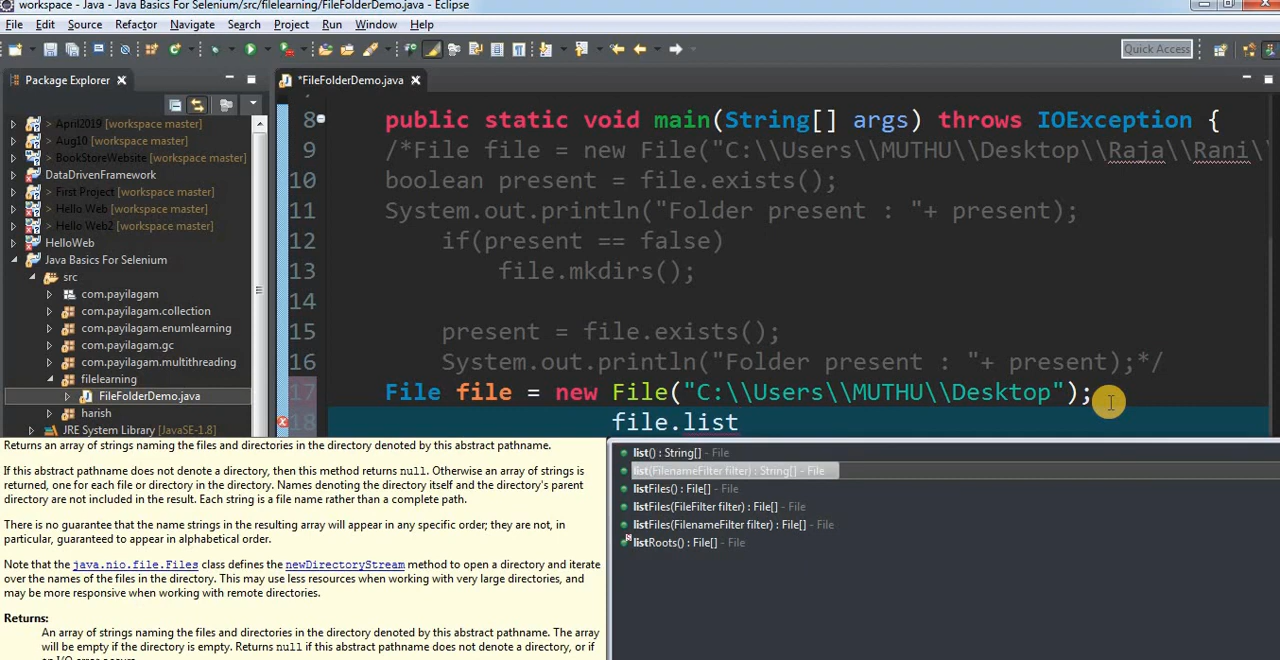 workspace - Java - Java Basics For Selenium/src/filelearning/FileFolderDemo.java - Eclipse
File Edit Source Refactor Navigate Search Project Run Window Help
Quick Access
Package Explorer
*FileFolderDemo.java
> April2019 [workspace master]
> Aug10 [workspace master]
> BookStoreWebsite [workspace master]
DataDrivenFramework
> First Project [workspace master]
> Hello Web [workspace master]
> Hello Web2 [workspace master]
HelloWeb
Java Basics For Selenium
src
com.payilagam
com.payilagam.collection
com.payilagam.enumlearning
com.payilagam.gc
com.payilagam.multithreading
filelearning
FileFolderDemo.java
harish
JRE System Library [JavaSE-1.8]
8 public static void main(String[] args) throws IOException {
9 /*File file = new File("C:\\Users\\MUTHU\\Desktop\\Raja\\Rani\
10 boolean present = file.exists();
11 System.out.println("Folder present : "+ present);
12 if(present == false)
13 file.mkdirs();
14
15 present = file.exists();
16 System.out.println("Folder present : "+ present);*/
17 File file = new File("C:\\Users\\MUTHU\\Desktop");
18 file.list
Returns an array of strings naming the files and directories in the directory denoted by this abstract pathname.
If this abstract pathname does not denote a directory, then this method returns null. Otherwise an array of strings is
returned, one for each file or directory in the directory. Names denoting the directory itself and the directory's parent
directory are not included in the result. Each string is a file name rather than a complete path.
There is no guarantee that the name strings in the resulting array will appear in any specific order; they are not, in
particular, guaranteed to appear in alphabetical order.
Note that the java.nio.file.Files class defines the newDirectoryStream method to open a directory and iterate
over the names of the files in the directory. This may use less resources when working with very large directories, and
may be more responsive when working with remote directories.
Returns:
An array of strings naming the files and directories in the directory denoted by this abstract pathname. The array
will be empty if the directory is empty. Returns null if this abstract pathname does not denote a directory, or if
an I/O error occurs.
list() : String[] - File
list(FilenameFilter filter) : String[] - File
listFiles() : File[] - File
listFiles(FileFilter filter) : File[] - File
listFiles(FilenameFilter filter) : File[] - File
listRoots() : File[] - File